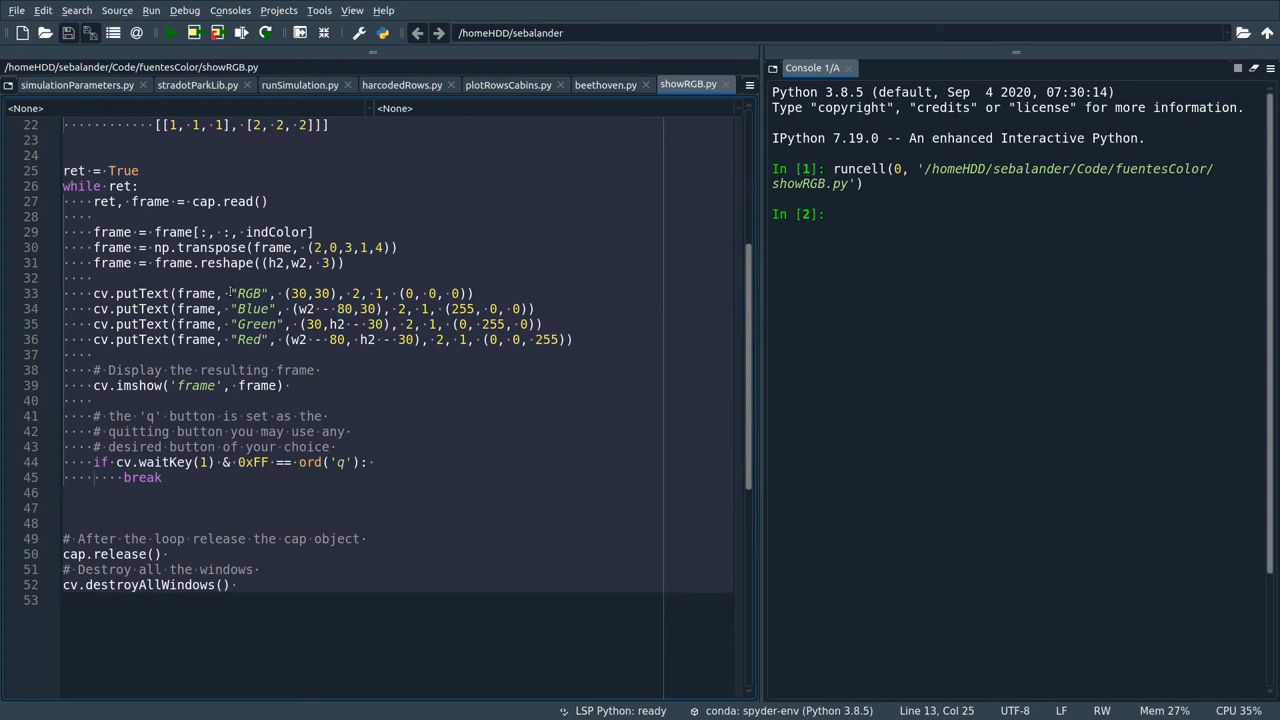 File Edit Search Source Run Debug Consoles Projects Tools View Help
/homeHDD/sebalander
/homeHDD/sebalander/Code/fuentesColor/showRGB.py
simulationParameters.py stradotParkLib.py runSimulation.py harcodedRows.py plotRowsCabins.py beethoven.py showRGB.py
<None> <None>
22 [[1, 1, 1], [2, 2, 2]]]
23
24
25 ret = True
26 while ret:
27 ret, frame = cap.read()
28
29 frame = frame[:, :, indColor]
30 frame = np.transpose(frame, (2,0,3,1,4))
31 frame = frame.reshape((h2,w2, 3))
32
33 cv.putText(frame, "RGB", (30,30), 2, 1, (0, 0, 0))
34 cv.putText(frame, "Blue", (w2 - 80,30), 2, 1, (255, 0, 0))
35 cv.putText(frame, "Green", (30,h2 - 30), 2, 1, (0, 255, 0))
36 cv.putText(frame, "Red", (w2 - 80, h2 - 30), 2, 1, (0, 0, 255))
37
38 # Display the resulting frame
39 cv.imshow('frame', frame)
40
41 # the 'q' button is set as the
42 # quitting button you may use any
43 # desired button of your choice
44 if cv.waitKey(1) & 0xFF == ord('q'):
45 break
46
47
48
49 # After the loop release the cap object
50 cap.release()
51 # Destroy all the windows
52 cv.destroyAllWindows()
53
Console 1/A
Python 3.8.5 (default, Sep  4 2020, 07:30:14)
Type "copyright", "credits" or "license" for more information.
IPython 7.19.0 -- An enhanced Interactive Python.
In [1]: runcell(0, '/homeHDD/sebalander/Code/fuentesColor/
showRGB.py')
In [2]:
LSP Python: ready conda: spyder-env (Python 3.8.5) Line 13, Col 25 UTF-8 LF RW Mem 27% CPU 35%